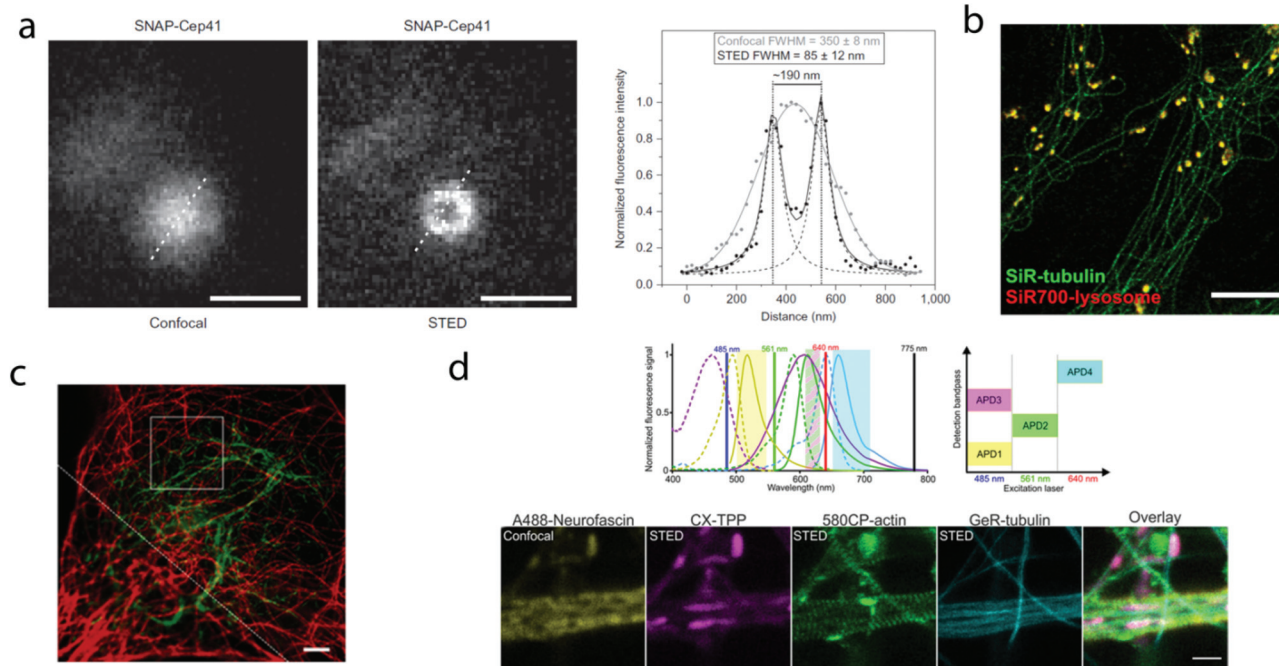 a
SNAP-Cep41
SNAP-Cep41
Confocal
STED
Confocal FWHM = 350 ± 8 nm
STED FWHM = 85 ± 12 nm
~190 nm
Normalized fluorescence intensity
1.0
0.8
0.6
0.4
0.2
0.0
0
200
400
600
800
1,000
Distance (nm)
b
SiR-tubulin
SiR700-lysosome
c
d
485 nm
561 nm
640 nm
775 nm
Normalized fluorescence signal
1
0.5
0
400
500
600
700
800
Wavelength (nm)
Detection bandpass
APD4
APD3
APD2
APD1
485 nm
561 nm
640 nm
Excitation laser
A488-Neurofascin
CX-TPP
580CP-actin
GeR-tubulin
Overlay
Confocal
STED
STED
STED